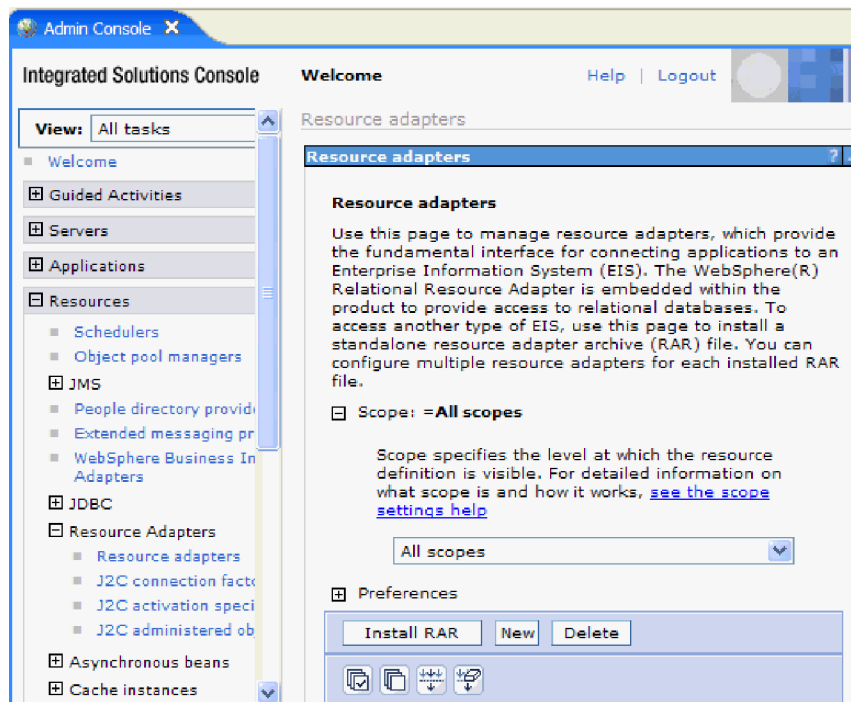 Admin Console
Integrated Solutions Console
Welcome
Help | Logout
View: All tasks
Welcome
Guided Activities
Servers
Applications
Resources
Schedulers
Object pool managers
JMS
People directory
Extended messaging
WebSphere Business
Adapters
JDBC
Resource Adapters
Resource adapters
J2C connection
J2C activation
J2C administered
Asynchronous beans
Cache instances
Resource adapters
Resource adapters ?
Resource adapters
Use this page to manage resource adapters, which provide
the fundamental interface for connecting applications to an
Enterprise Information System (EIS). The WebSphere(R)
Relational Resource Adapter is embedded within the
product to provide access to relational databases. To
access another type of EIS, use this page to install a
standalone resource adapter archive (RAR) file. You can
configure multiple resource adapters for each installed RAR
file.
Scope: =All scopes
Scope specifies the level at which the resource
definition is visible. For detailed information on
what scope is and how it works, see the scope
settings help
All scopes
Preferences
Install RAR
New
Delete